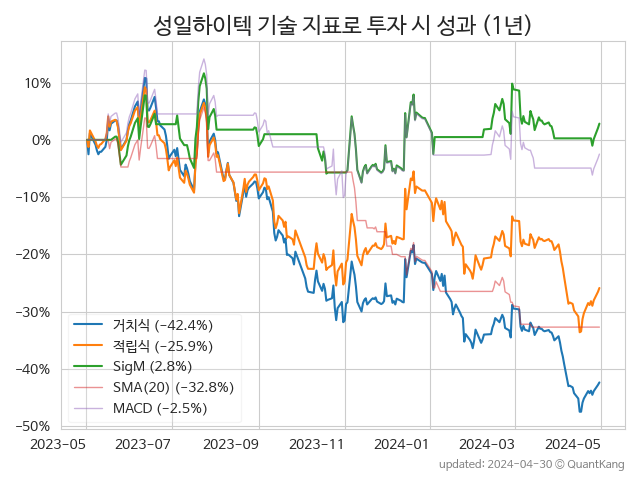 성일하이텍 기술 지표로 투자 시 성과 (1년)
10%
0%
−10%
−20%
−30%
−40%
−50%
거치식 (−42.4%)
적립식 (−25.9%)
SigM (2.8%)
SMA(20) (−32.8%)
MACD (−2.5%)
2023-05
2023-07
2023-09
2023-11
2024-01
2024-03
2024-05
updated: 2024-04-30 © QuantKang